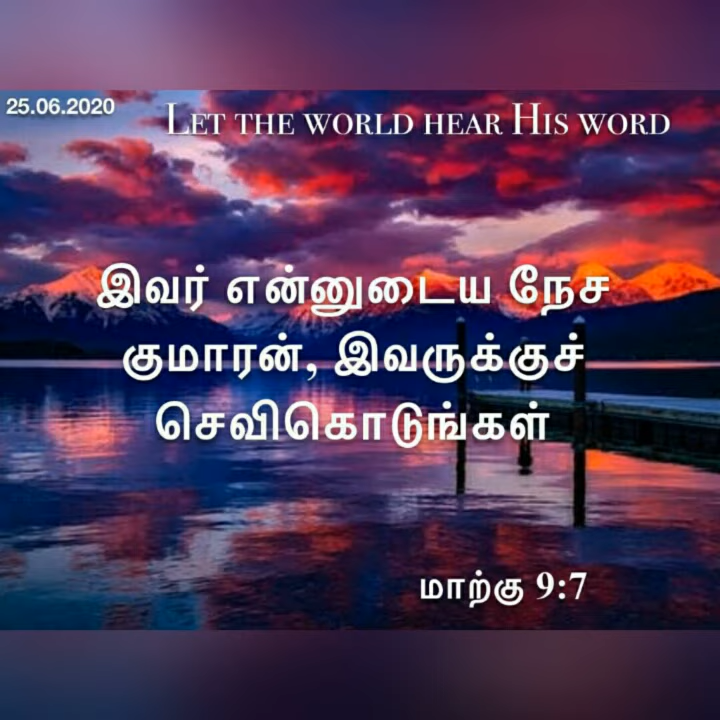 25.06.2020
LET THE WORLD HEAR HIS WORD
இவர் என்னுடைய நேச
குமாரன், இவருக்குச்
செவிகொடுங்கள்
மாற்கு 9:7